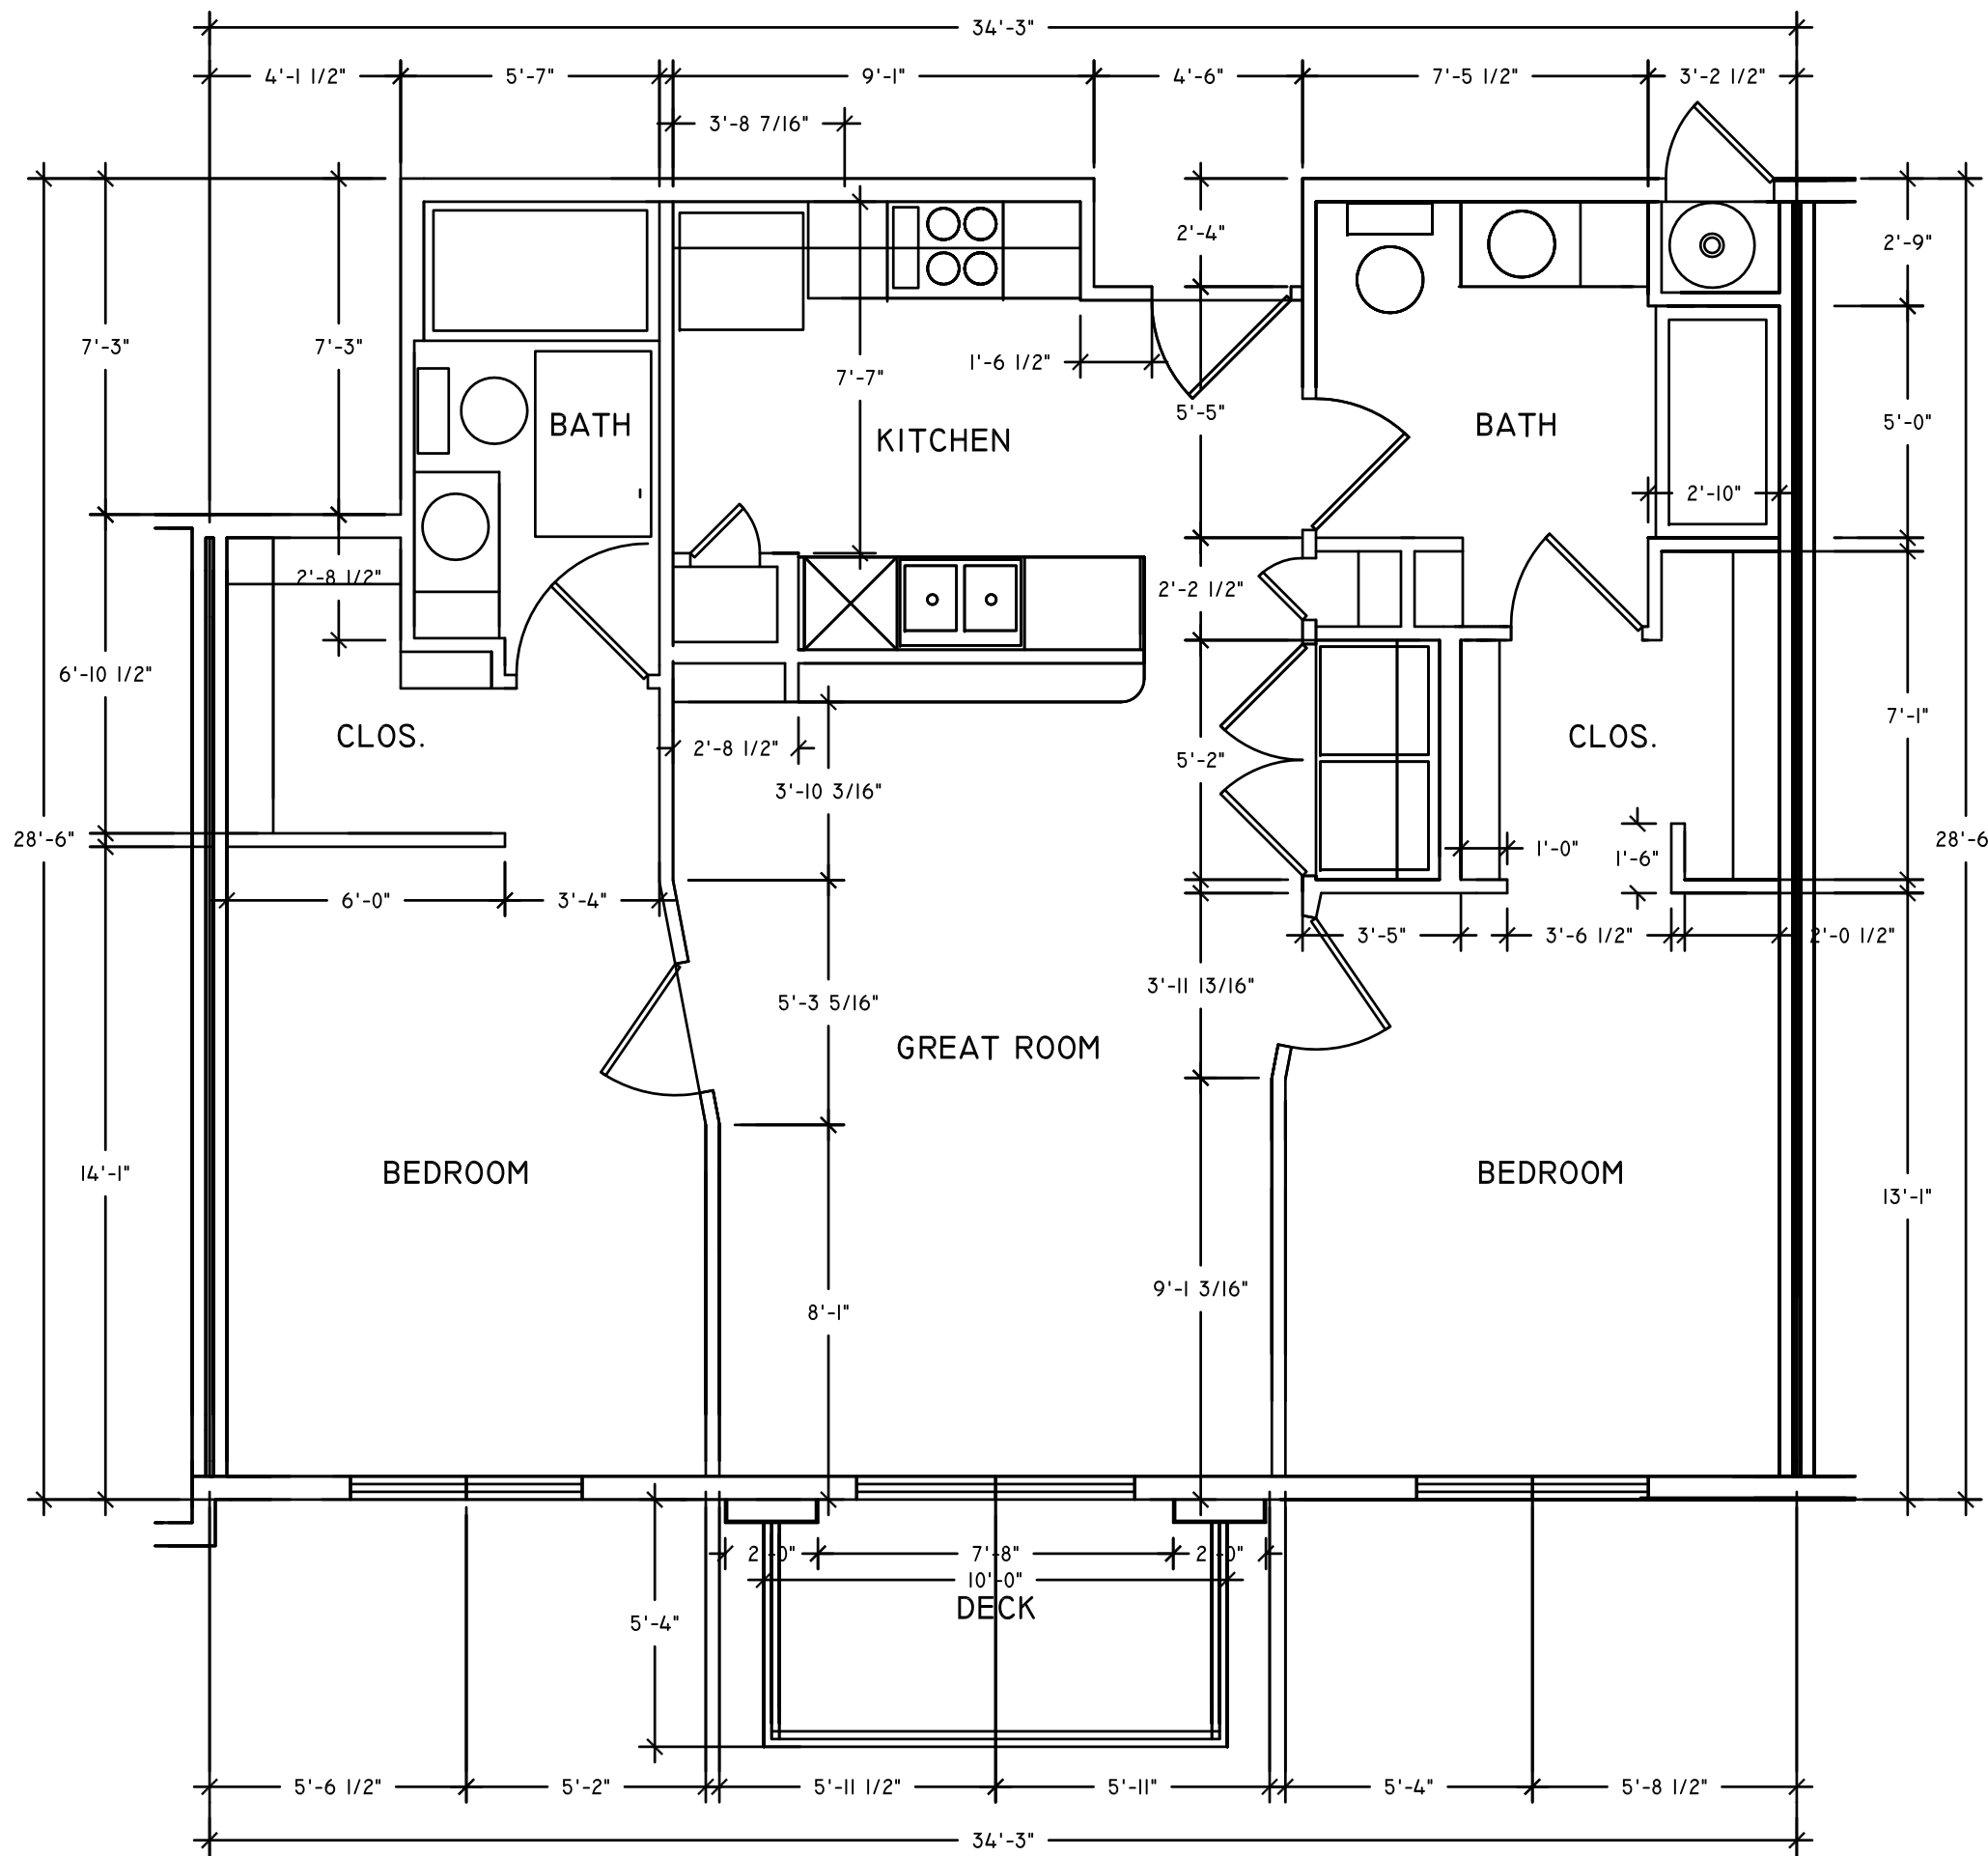 34'-3"
4'-1 1/2" 5'-7" 9'-1" 4'-6" 7'-5 1/2" 3'-2 1/2"
3'-8 7/16"
2'-4" 2'-9"
7'-3" 7'-3" 7'-7" 1'-6 1/2"
5'-5" 5'-0"
BATH KITCHEN BATH
2'-10"
2'-8 1/2" 2'-2 1/2"
6'-10 1/2"
CLOS. 2'-8 1/2" 5'-2" CLOS. 7'-1"
3'-10 3/16"
28'-6" 1'-0" 1'-6" 28'-6
6'-0" 3'-4"
3'-5" 3'-6 1/2" 2'-0 1/2"
5'-3 5/16" 3'-11 13/16"
GREAT ROOM
14'-1" BEDROOM BEDROOM 13'-1"
8'-1" 9'-1 3/16"
2'-0" 7'-8" 2'-0"
10'-0"
DECK
5'-4"
5'-6 1/2" 5'-2" 5'-11 1/2" 5'-11" 5'-4" 5'-8 1/2"
34'-3"